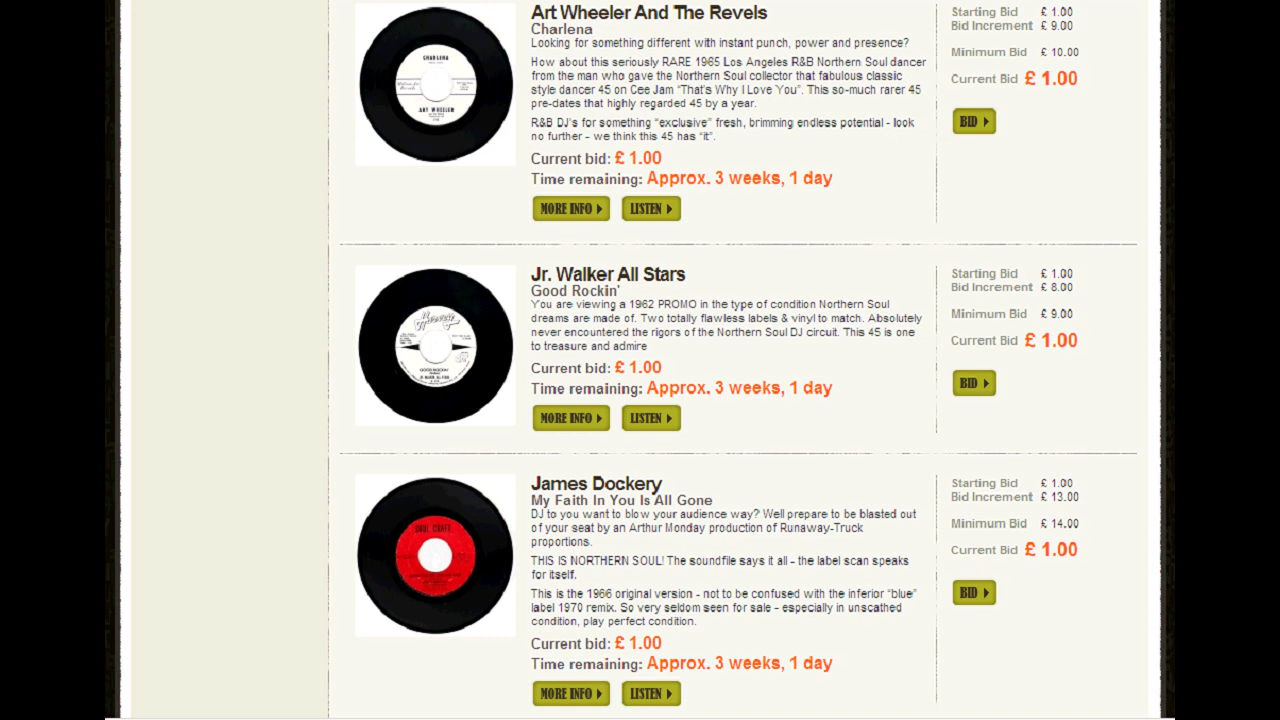 Art Wheeler And The Revels
Charlena
Looking for something different with instant punch, power and presence?
How about this seriously RARE 1965 Los Angeles R&B Northern Soul dancer
from the man who gave the Northern Soul collector that fabulous classic
style dancer 45 on Cee Jam "That's Why I Love You". This so-much rarer 45
pre-dates that highly regarded 45 by a year.
R&B DJ's for something "exclusive" fresh, brimming endless potential - look
no further - we think this 45 has "it".
Current bid: £ 1.00
Time remaining: Approx. 3 weeks, 1 day
MORE INFO
LISTEN
Starting Bid £ 1.00
Bid Increment £ 9.00
Minimum Bid £ 10.00
Current Bid £ 1.00
BID
CHARLENA
ART WHEELER
Jr. Walker All Stars
Good Rockin'
You are viewing a 1962 PROMO in the type of condition Northern Soul
dreams are made of. Two totally flawless labels & vinyl to match. Absolutely
never encountered the rigors of the Northern Soul DJ circuit. This 45 is one
to treasure and admire
Current bid: £ 1.00
Time remaining: Approx. 3 weeks, 1 day
MORE INFO
LISTEN
Starting Bid £ 1.00
Bid Increment £ 8.00
Minimum Bid £ 9.00
Current Bid £ 1.00
BID
Harvey
GOOD ROCKIN'
James Dockery
My Faith In You Is All Gone
DJ to you want to blow your audience way? Well prepare to be blasted out
of your seat by an Arthur Monday production of Runaway-Truck
proportions.
THIS IS NORTHERN SOUL! The soundfile says it all - the label scan speaks
for itself.
This is the 1966 original version - not to be confused with the inferior "blue"
label 1970 remix. So very seldom seen for sale - especially in unscathed
condition, play perfect condition.
Current bid: £ 1.00
Time remaining: Approx. 3 weeks, 1 day
MORE INFO
LISTEN
Starting Bid £ 1.00
Bid Increment £ 13.00
Minimum Bid £ 14.00
Current Bid £ 1.00
BID
SOUL CRAFT